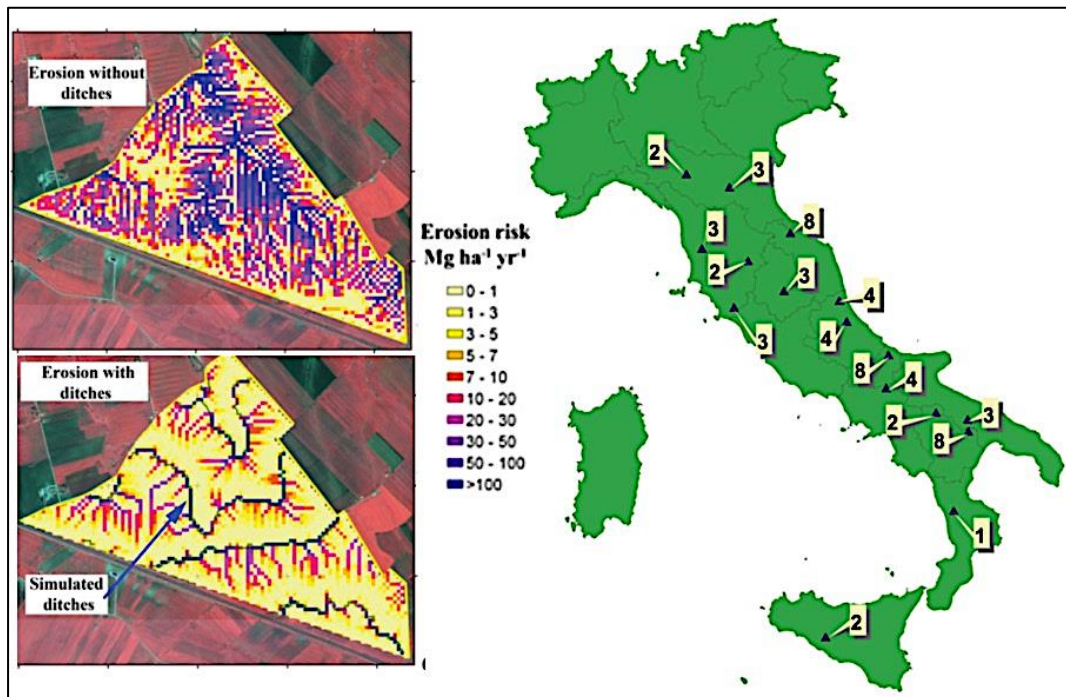 Erosion without
ditches
Erosion with
ditches
Simulated
ditches
Erosion risk
Mg ha⁻¹ yr⁻¹
0 - 1
1 - 3
3 - 5
5 - 7
7 - 10
10 - 20
20 - 30
30 - 50
50 - 100
>100
2
3
8
3
2
3
4
3
4
8
4
2
3
8
1
2